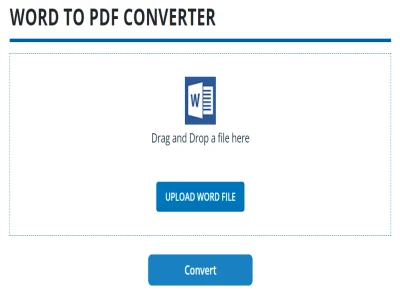 WORD TO PDF CONVERTER
W
Drag and Drop a file here
UPLOAD WORD FILE
Convert